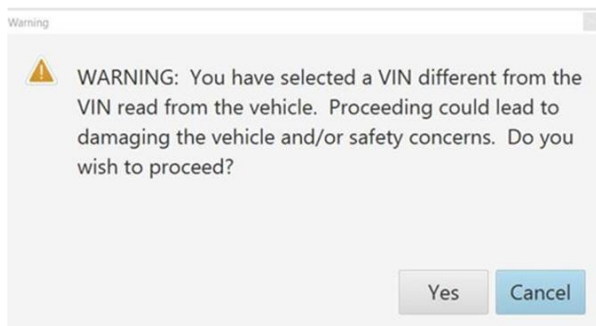 Warning
WARNING: You have selected a VIN different from the
VIN read from the vehicle. Proceeding could lead to
damaging the vehicle and/or safety concerns. Do you
wish to proceed?
Yes
Cancel